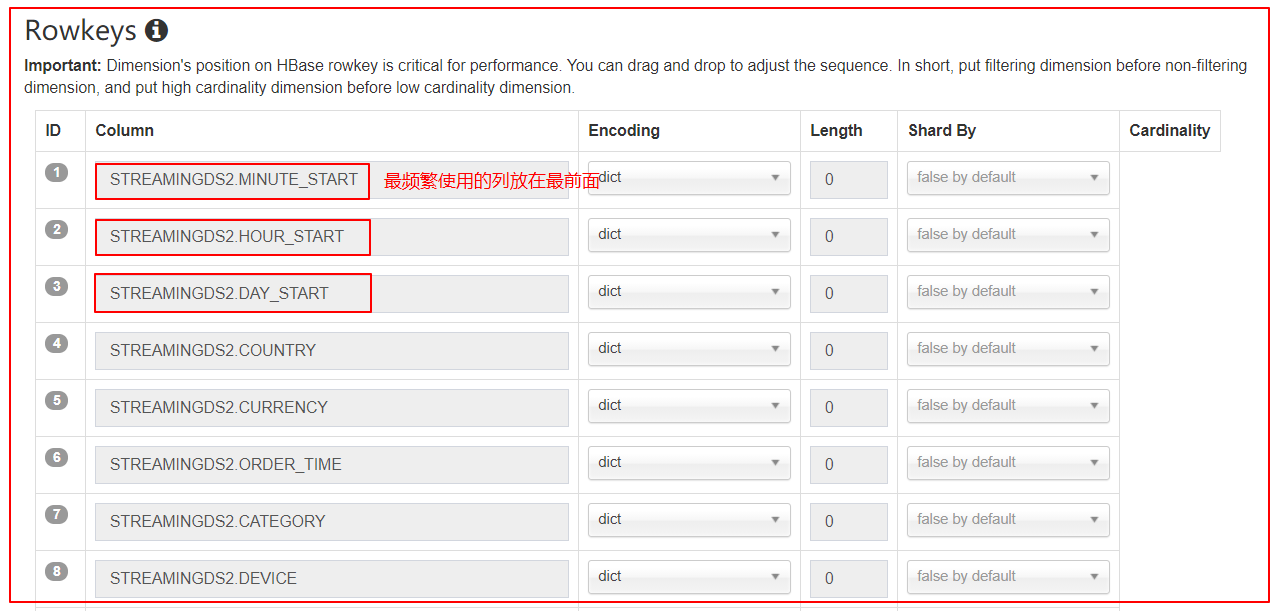 Rowkeys
Important: Dimension's position on HBase rowkey is critical for performance. You can drag and drop to adjust the sequence. In short, put filtering dimension before non-filtering
dimension, and put high cardinality dimension before low cardinality dimension.
ID Column Encoding Length Shard By Cardinality
1 STREAMINGDS2.MINUTE_START 最频繁使用的列放在最前面 dict 0 false by default
2 STREAMINGDS2.HOUR_START dict 0 false by default
3 STREAMINGDS2.DAY_START dict 0 false by default
4 STREAMINGDS2.COUNTRY dict 0 false by default
5 STREAMINGDS2.CURRENCY dict 0 false by default
6 STREAMINGDS2.ORDER_TIME dict 0 false by default
7 STREAMINGDS2.CATEGORY dict 0 false by default
8 STREAMINGDS2.DEVICE dict 0 false by default